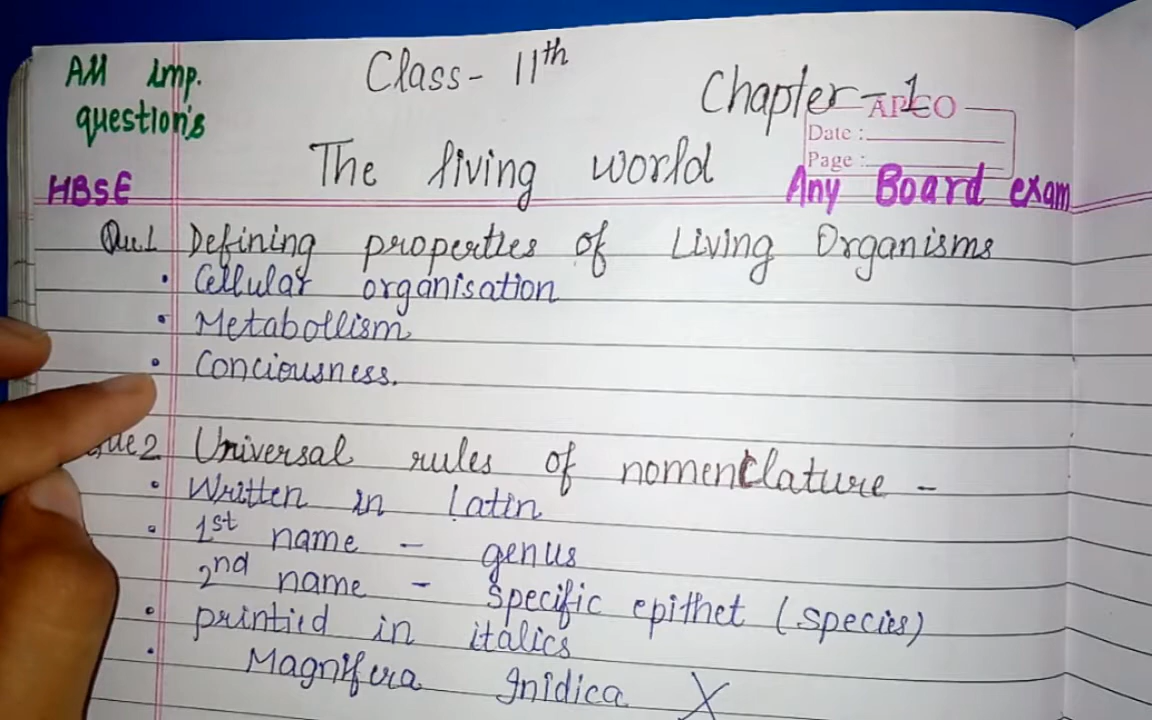 All imp.
question's
HBSE
Class- 11th
Chapter-1
APCO
Date :
Page :
The living world
Any Board exam
Que1 Defining properties of Living Organisms
• Cellular organisation
• Metabollism
• Conciousness.
Que2 Universal rules of nomenclature -
• Written in Latin
• 1st name - genus
2nd name - specific epithet (species)
• printied in italics
• Magnifera Inidica X